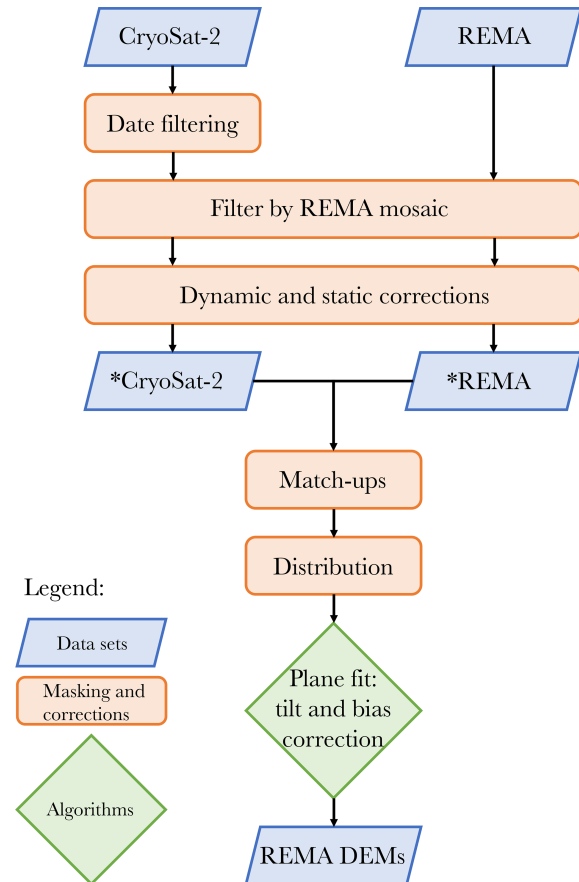 CryoSat-2
REMA
Date filtering
Filter by REMA mosaic
Dynamic and static corrections
*CryoSat-2
*REMA
Match-ups
Distribution
Plane fit:
tilt and bias
correction
REMA DEMs
Legend:
Data sets
Masking and
corrections
Algorithms